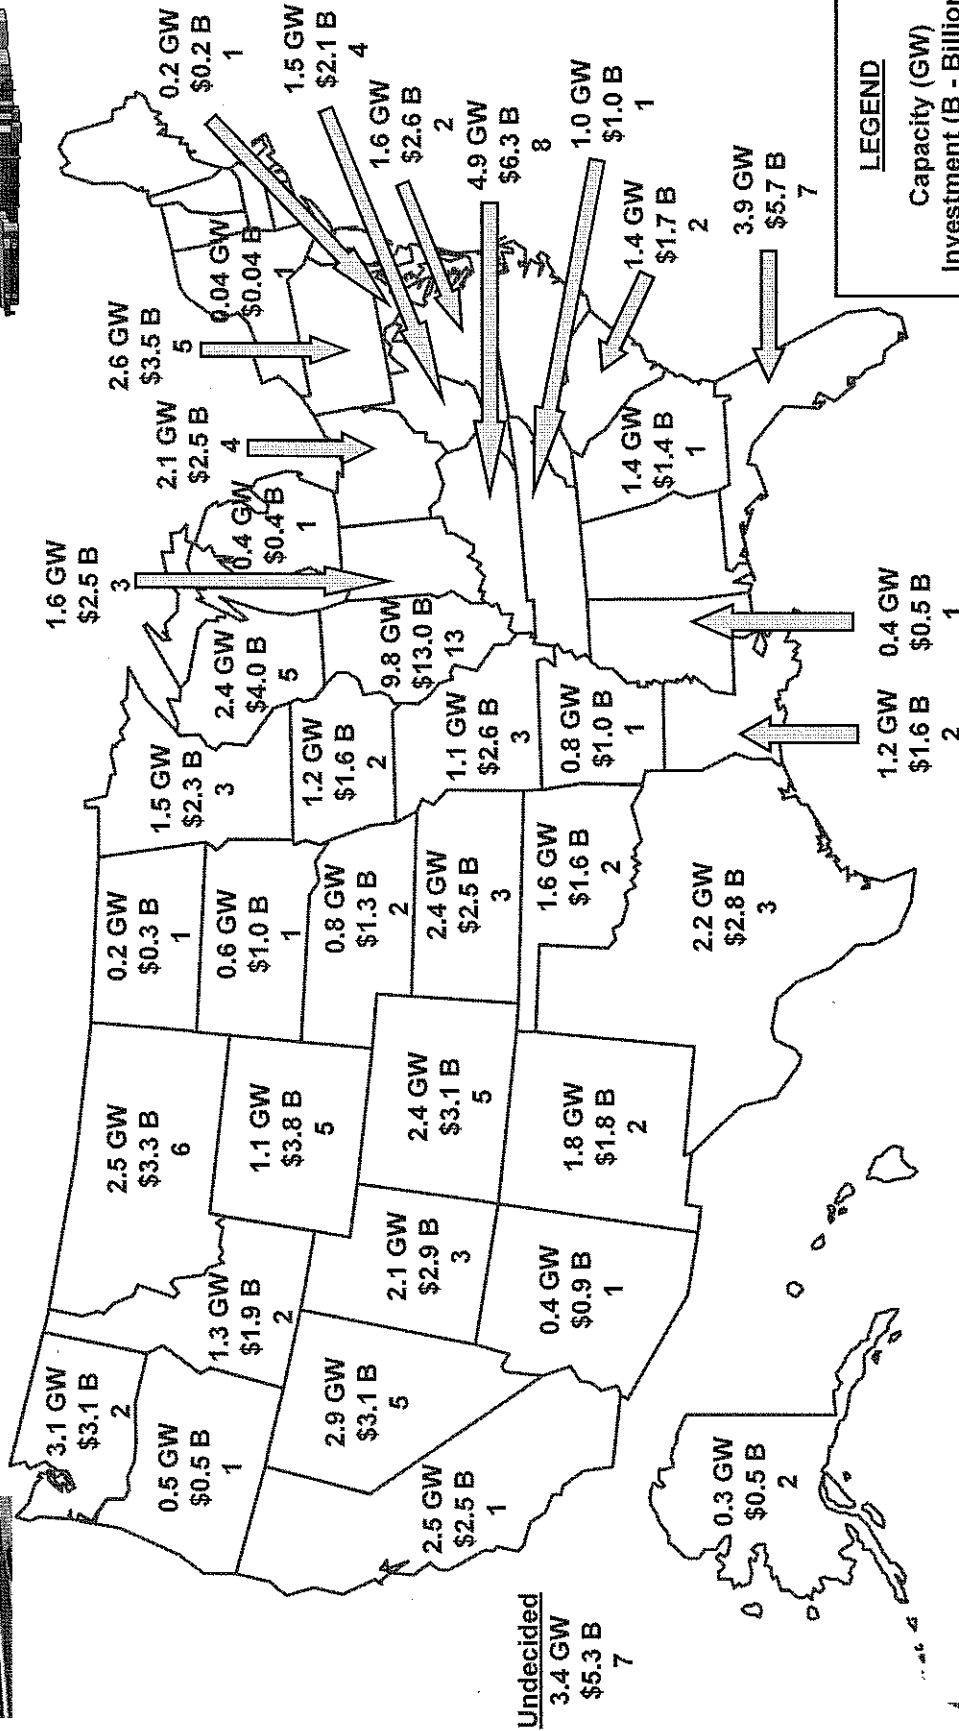 3.1 GW
$3.1 B
2
0.5 GW
$0.5 B
1
2.5 GW
$2.5 B
1
2.9 GW
$3.1 B
5
1.3 GW
$1.9 B
2
2.5 GW
$3.3 B
6
1.1 GW
$3.8 B
5
2.1 GW
$2.9 B
3
0.4 GW
$0.9 B
1
2.4 GW
$3.1 B
5
1.8 GW
$1.8 B
2
0.2 GW
$0.3 B
1
0.6 GW
$1.0 B
1
0.8 GW
$1.3 B
2
2.4 GW
$2.5 B
3
1.6 GW
$1.6 B
2
2.2 GW
$2.8 B
3
1.5 GW
$2.3 B
3
1.2 GW
$1.6 B
2
1.1 GW
$2.6 B
3
0.8 GW
$1.0 B
1
1.2 GW
$1.6 B
2
2.4 GW
$4.0 B
5
9.8 GW
$13.0 B
13
0.4 GW
$0.5 B
1
1.6 GW
$2.5 B
3
0.4 GW
$0.4 B
1
2.1 GW
$2.5 B
4
2.6 GW
$3.5 B
5
0.04 GW
$0.04 B
1
0.2 GW
$0.2 B
1
1.5 GW
$2.1 B
4
1.6 GW
$2.6 B
2
4.9 GW
$6.3 B
8
1.0 GW
$1.0 B
1
1.4 GW
$1.7 B
2
1.4 GW
$1.4 B
1
3.9 GW
$5.7 B
7
Undecided
3.4 GW
$5.3 B
7
0.3 GW
$0.5 B
2
LEGEND
Capacity (GW)
Investment (B - Billion